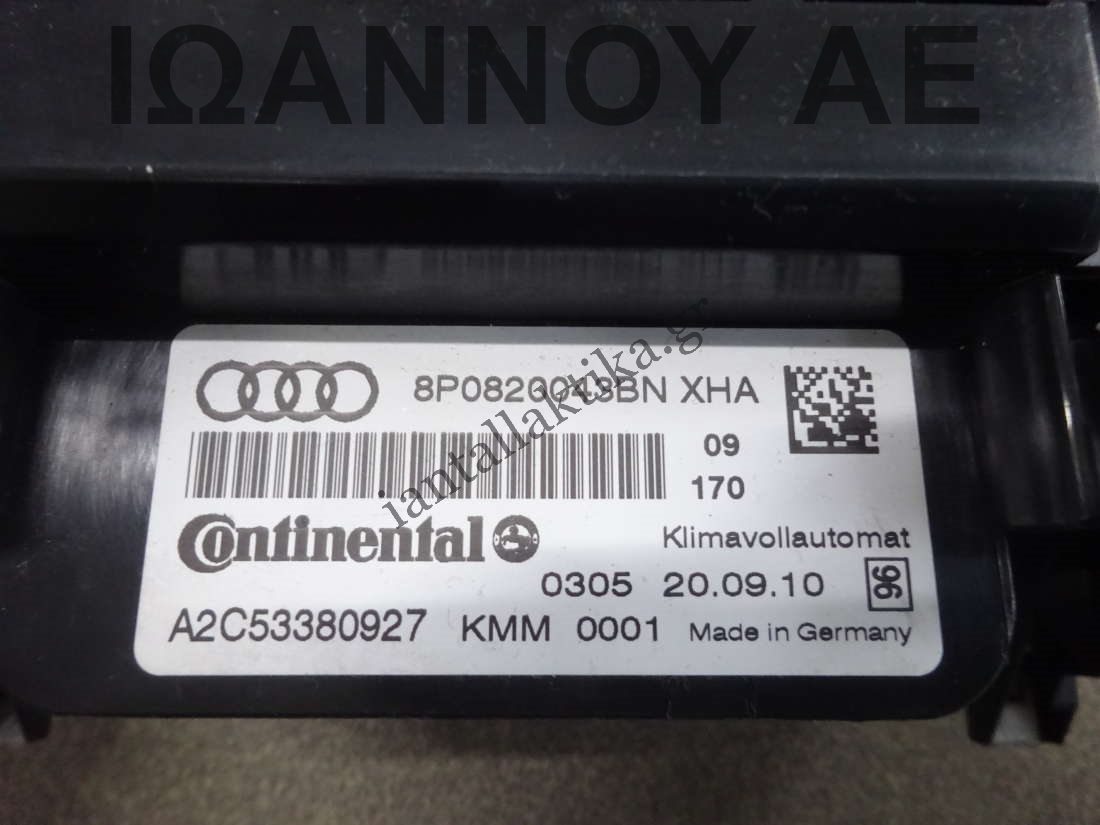 ΙΩΑΝΝΟΥ ΑΕ
8P0820043BN XHA
09
170
iantallaktika.gr
Continental
Klimavollautomat
0305 20.09.10 96
A2C53380927 KMM 0001 Made in Germany